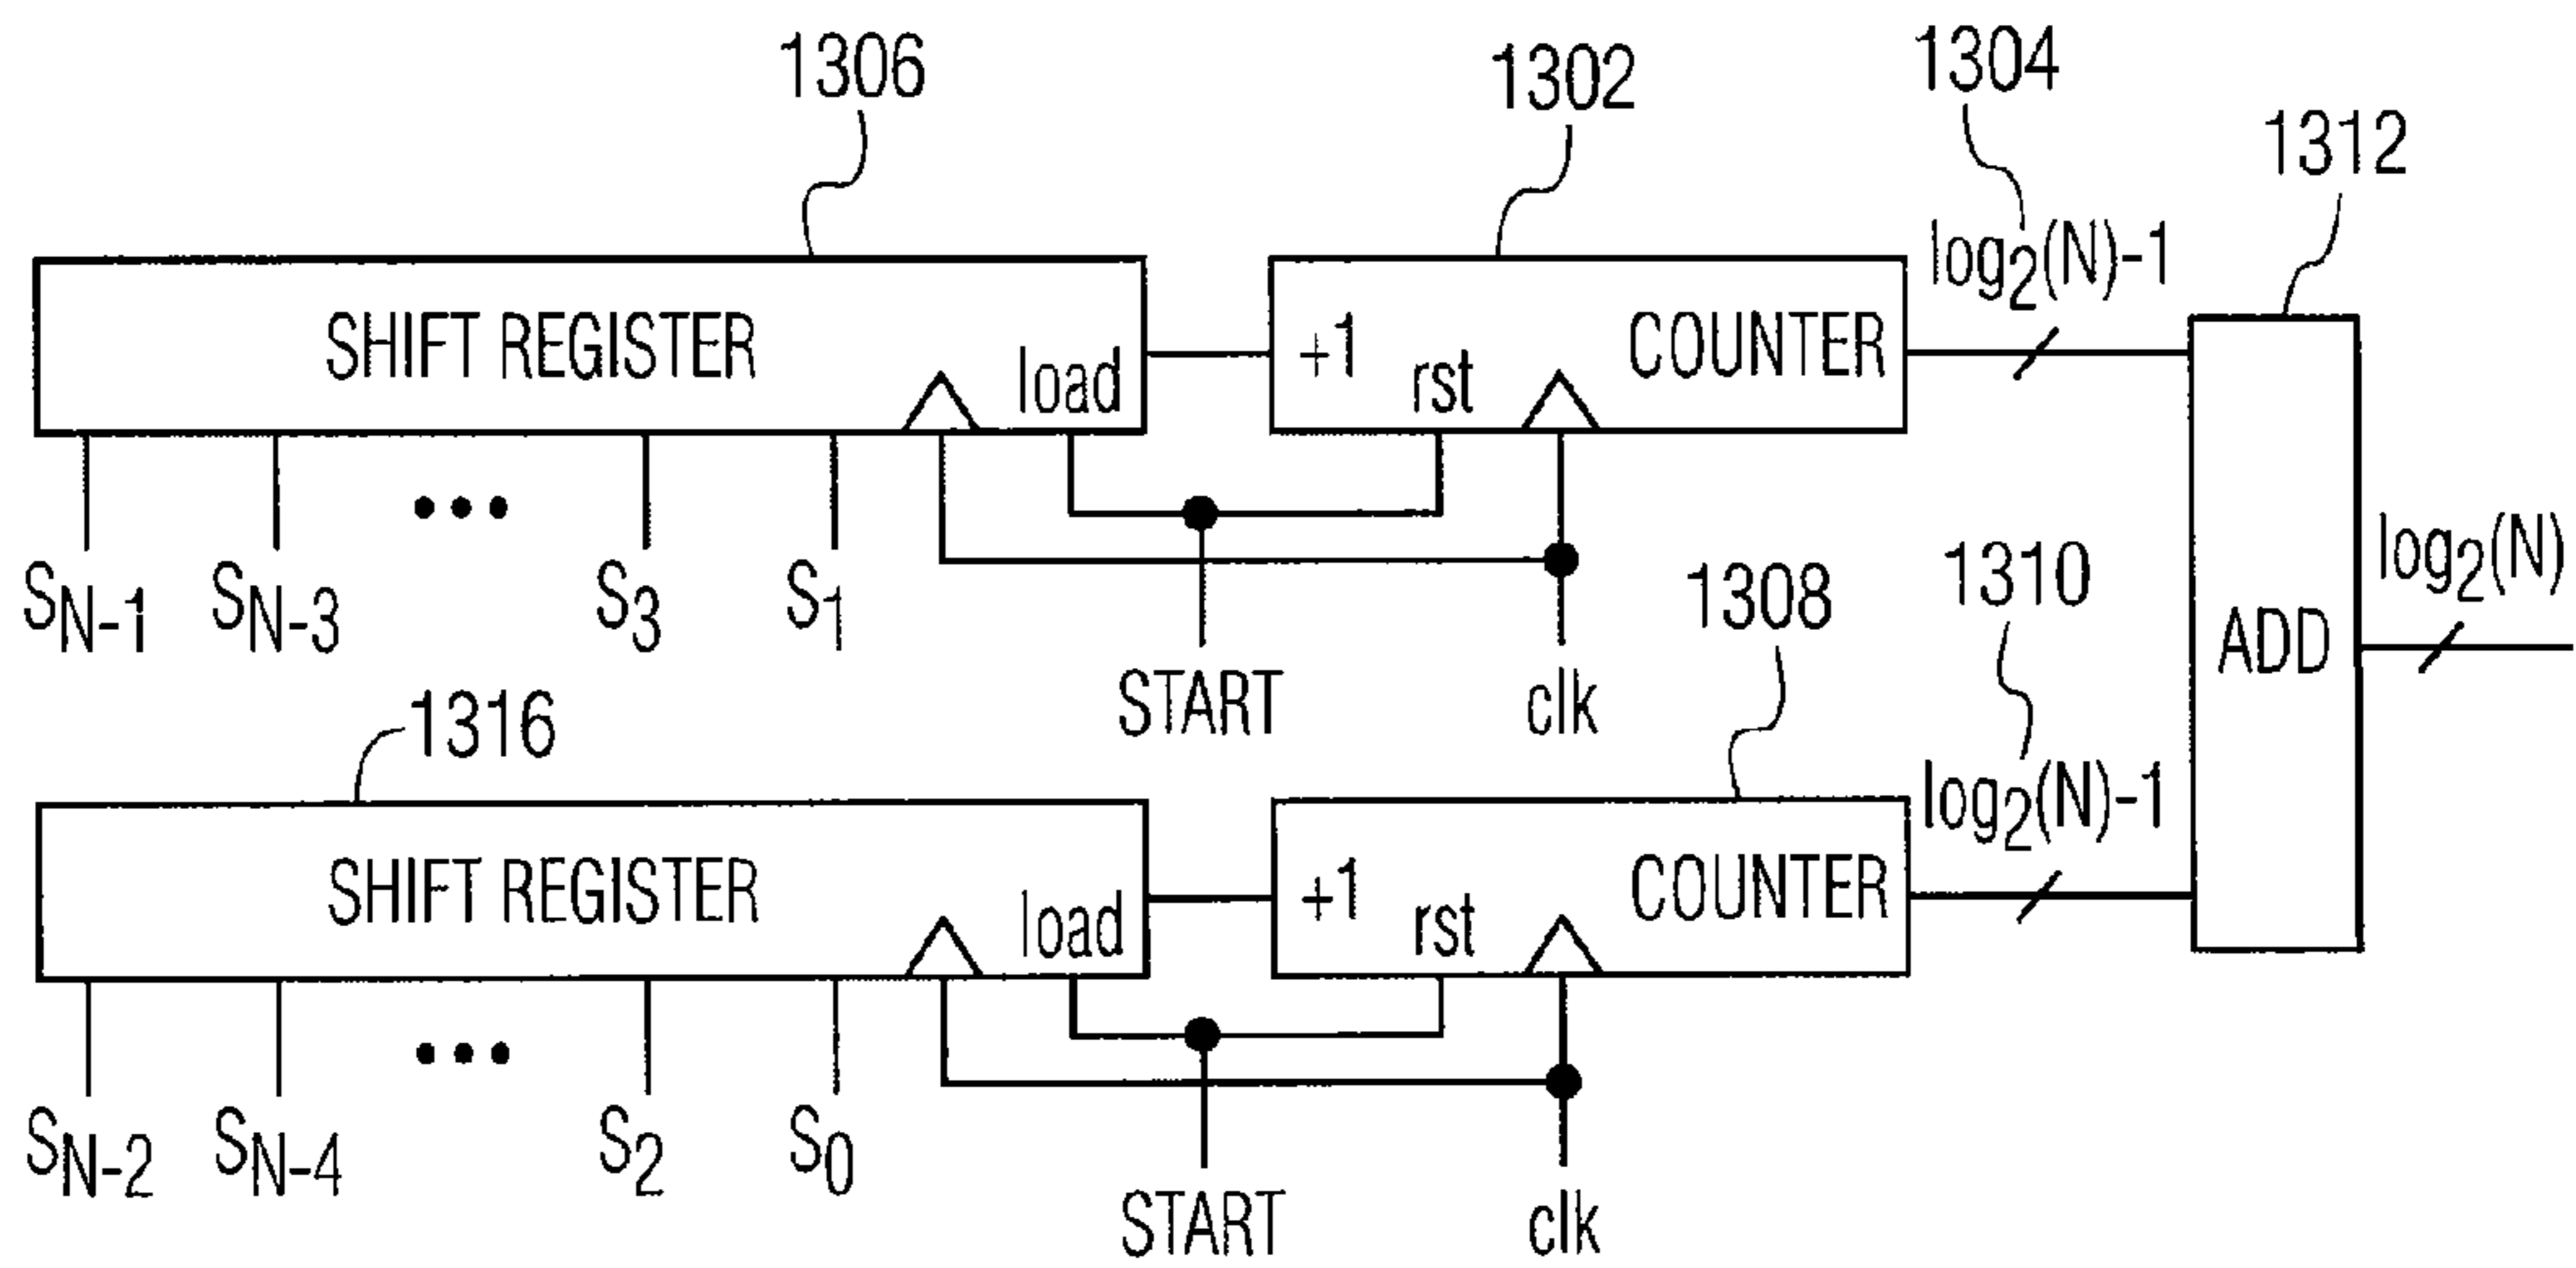 1306
1302
1304
1312
log2(N)-1
SHIFT REGISTER
load
+1
rst
COUNTER
SN-1
SN-3
•••
S3
S1
START
clk
1308
1310
log2(N)
ADD
1316
log2(N)-1
SHIFT REGISTER
load
+1
rst
COUNTER
SN-2
SN-4
•••
S2
S0
START
clk